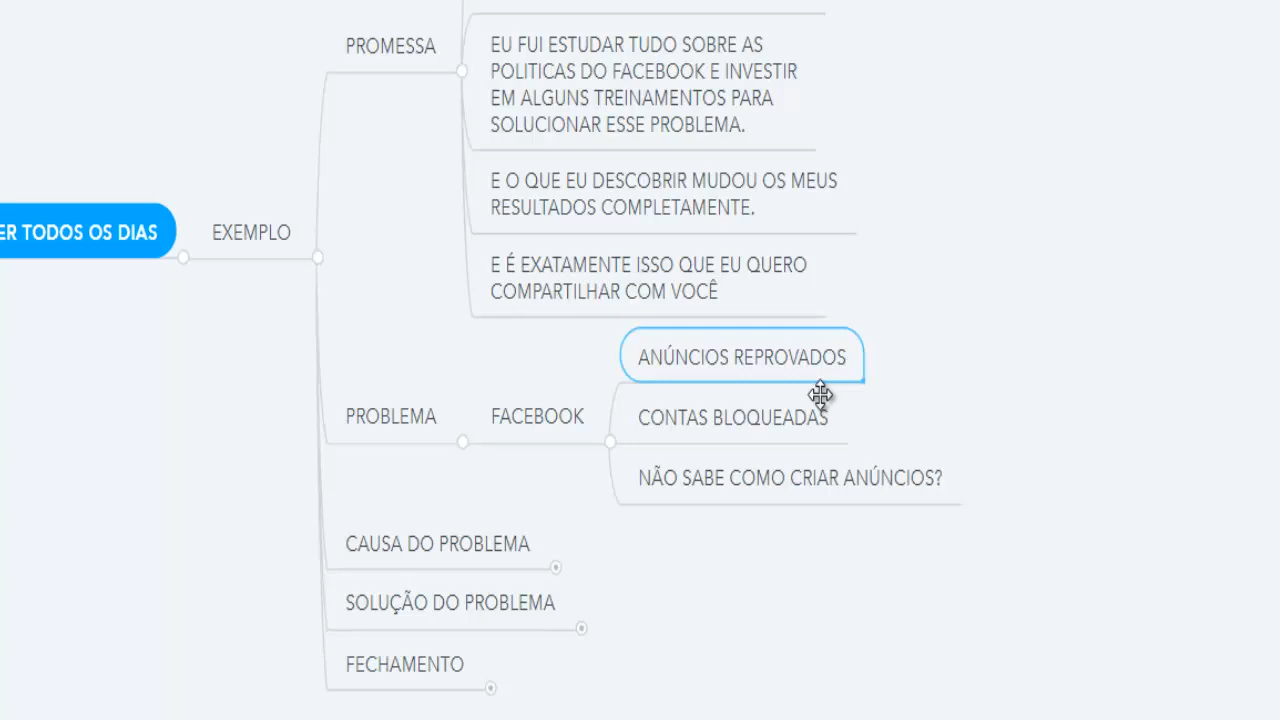 PROMESSA
EU FUI ESTUDAR TUDO SOBRE AS
POLITICAS DO FACEBOOK E INVESTIR
EM ALGUNS TREINAMENTOS PARA
SOLUCIONAR ESSE PROBLEMA.
E O QUE EU DESCOBRIR MUDOU OS MEUS
RESULTADOS COMPLETAMENTE.
ER TODOS OS DIAS
EXEMPLO
E É EXATAMENTE ISSO QUE EU QUERO
COMPARTILHAR COM VOCÊ
PROBLEMA
FACEBOOK
ANÚNCIOS REPROVADOS
CONTAS BLOQUEADAS
NÃO SABE COMO CRIAR ANÚNCIOS?
CAUSA DO PROBLEMA
SOLUÇÃO DO PROBLEMA
FECHAMENTO